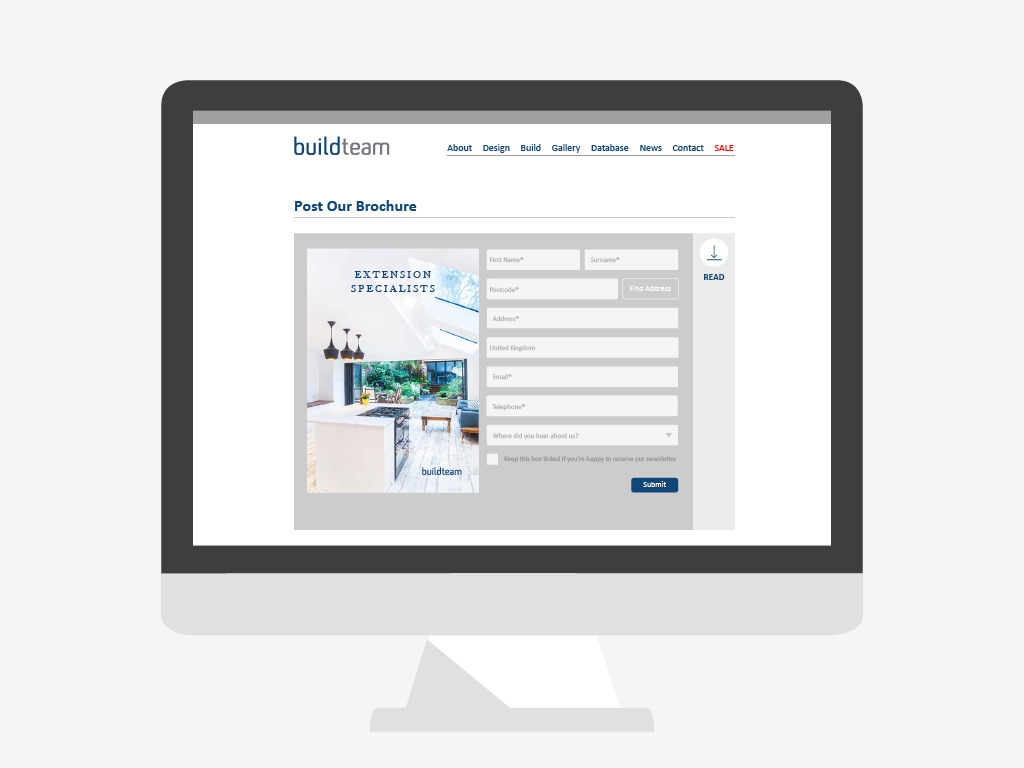 buildteam
About Design Build Gallery Database News Contact SALE
Post Our Brochure
EXTENSION
SPECIALISTS
buildteam
First Name* Surname*
Postcode* Find Address
Address*
United Kingdom
Email*
Telephone*
Where did you hear about us?
Keep this box ticked if you're happy to receive our newsletter
Submit
READ